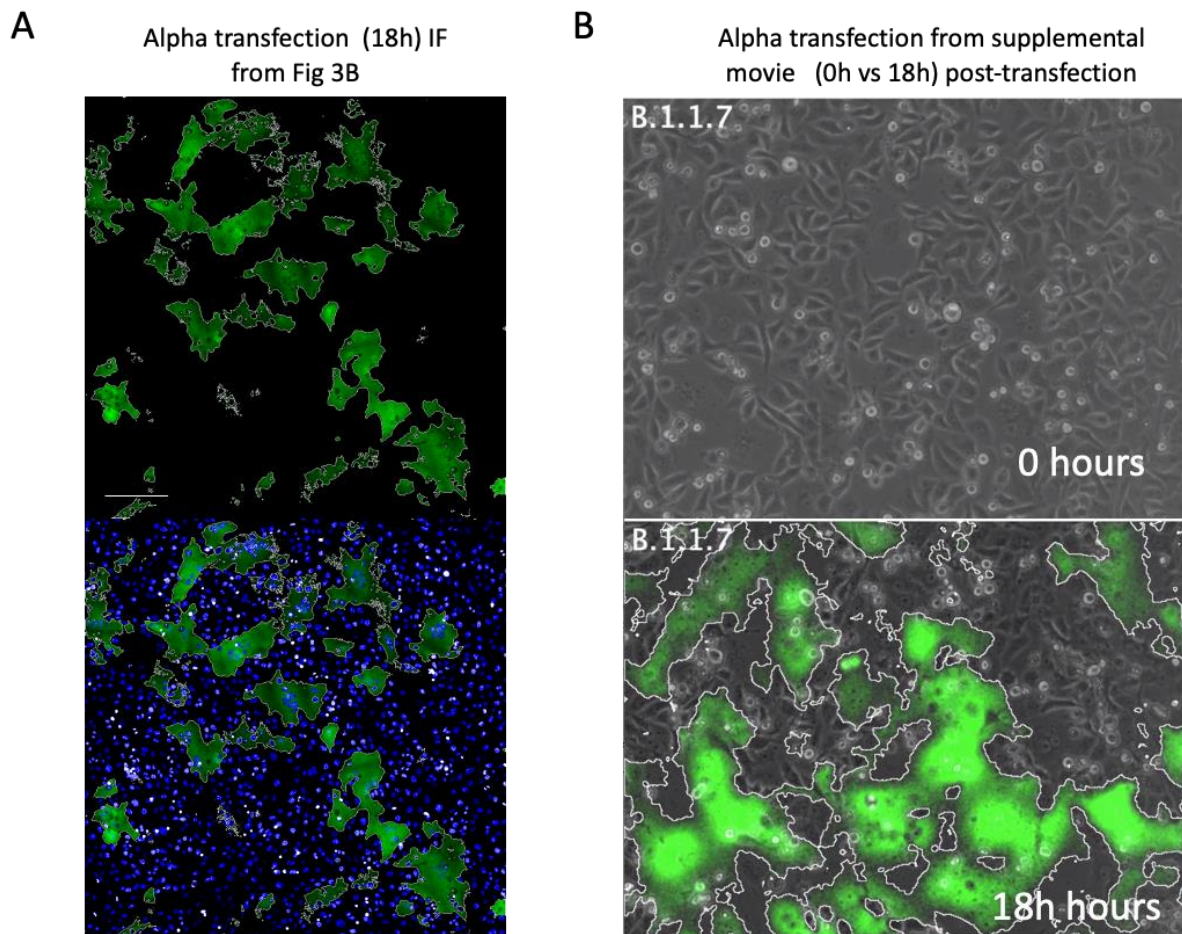 A
Alpha transfection (18h) IF
from Fig 3B
B
Alpha transfection from supplemental
movie (0h vs 18h) post-transfection
B.1.1.7
0 hours
B.1.1.7
18h hours